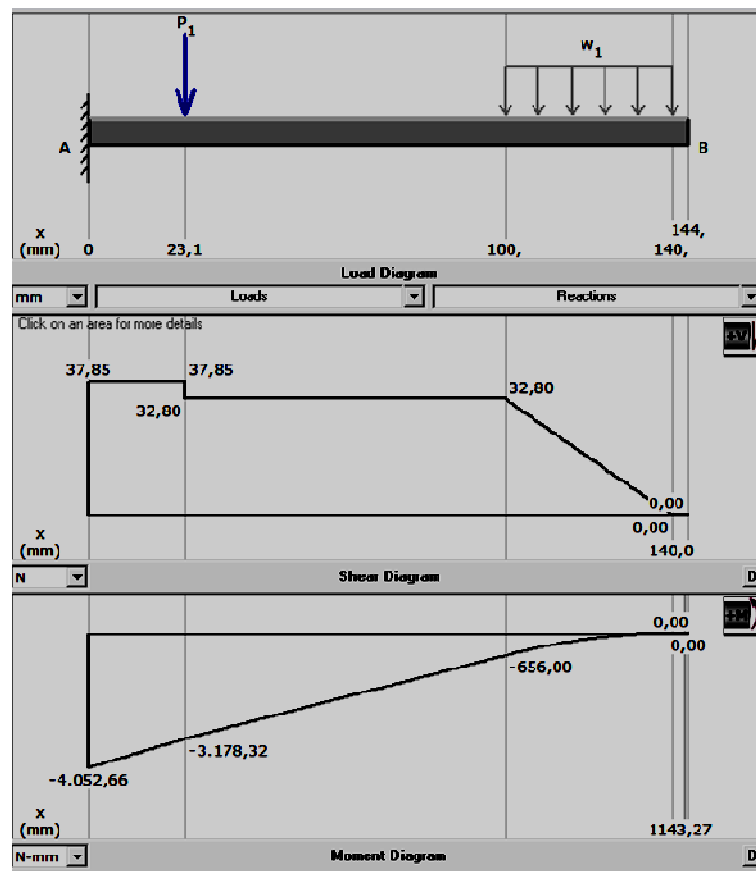 P1
W1
A
B
x
(mm)
0
23,1
100,
140,
144,
Load Diagram
mm
Loads
Reactions
Click on an area for more details
+V
37,85
37,85
32,80
32,80
0,00
0,00
x
(mm)
140,0
N
Shear Diagram
D
+M
0,00
0,00
-656,00
-3.178,32
-4.052,66
x
(mm)
1143,27
N-mm
Moment Diagram
D